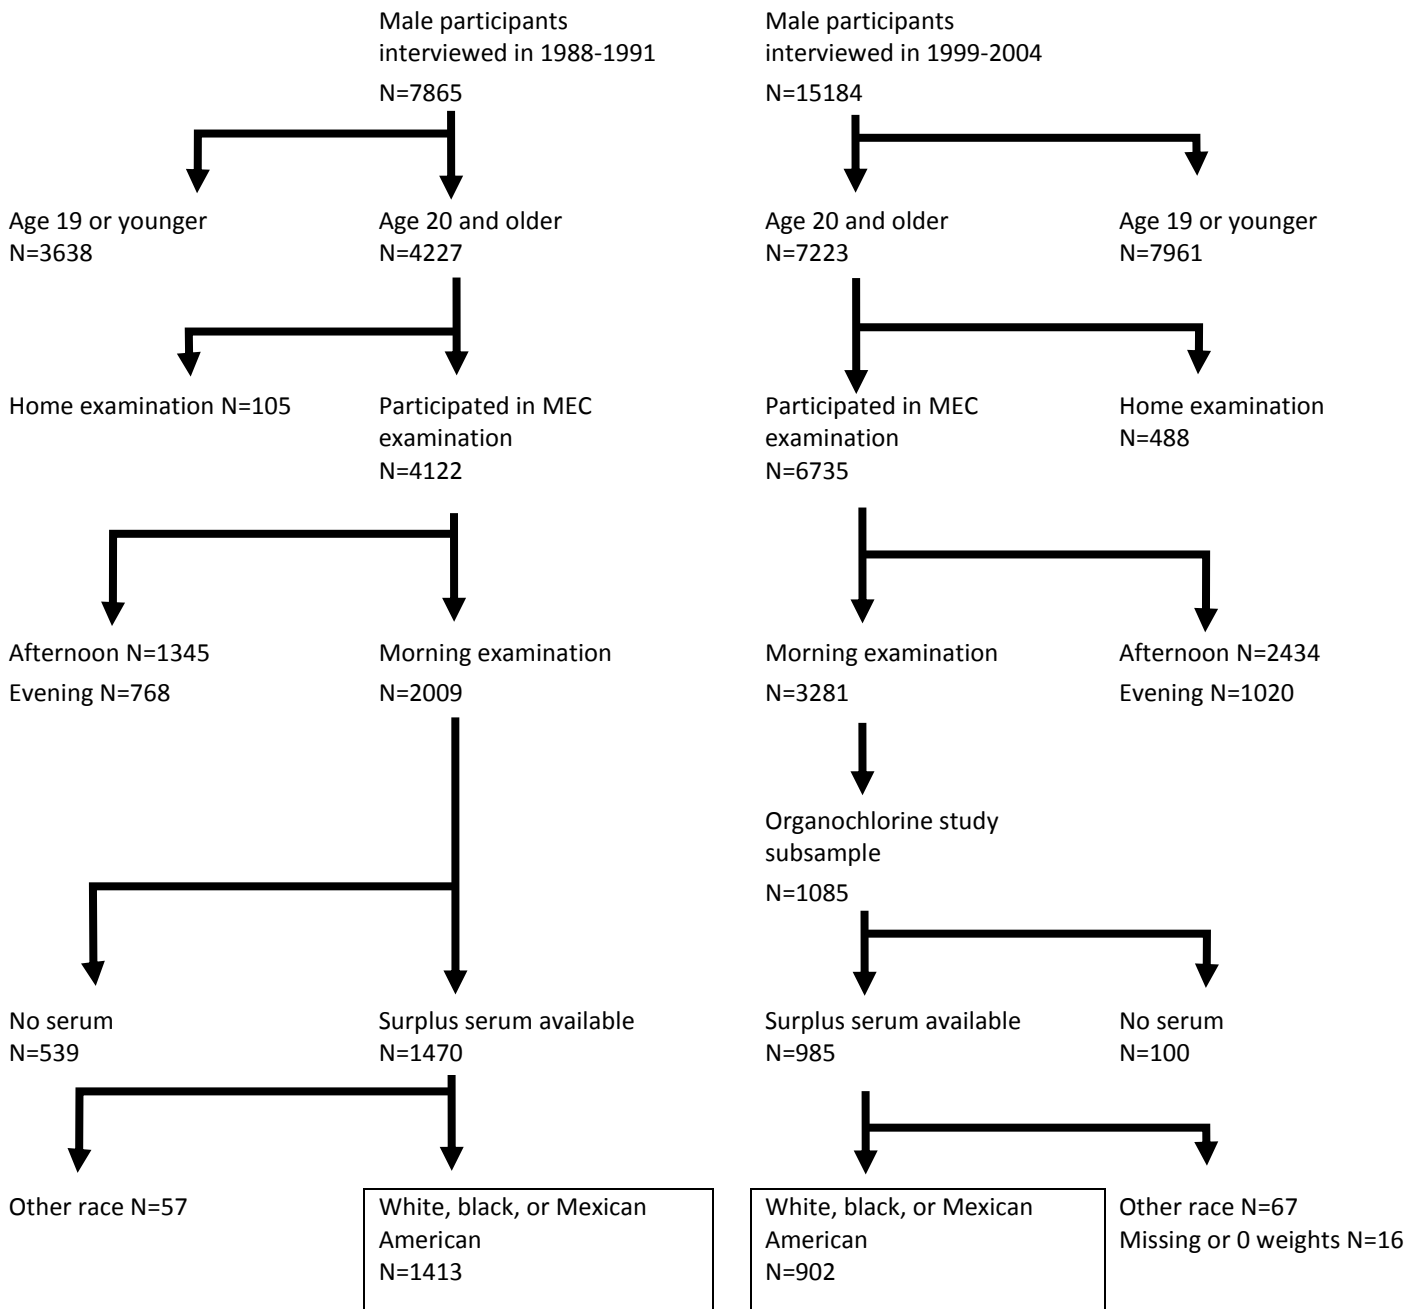 Male participants
interviewed in 1988-1991
N=7865
Male participants
interviewed in 1999-2004
N=15184
Age 19 or younger
N=3638
Age 20 and older
N=4227
Age 20 and older
N=7223
Age 19 or younger
N=7961
Home examination N=105
Participated in MEC
examination
N=4122
Participated in MEC
examination
N=6735
Home examination
N=488
Afternoon N=1345
Evening N=768
Morning examination
N=2009
Morning examination
N=3281
Afternoon N=2434
Evening N=1020
Organochlorine study
subsample
N=1085
No serum
N=539
Surplus serum available
N=1470
Surplus serum available
N=985
No serum
N=100
Other race N=57
White, black, or Mexican
American
N=1413
White, black, or Mexican
American
N=902
Other race N=67
Missing or 0 weights N=16